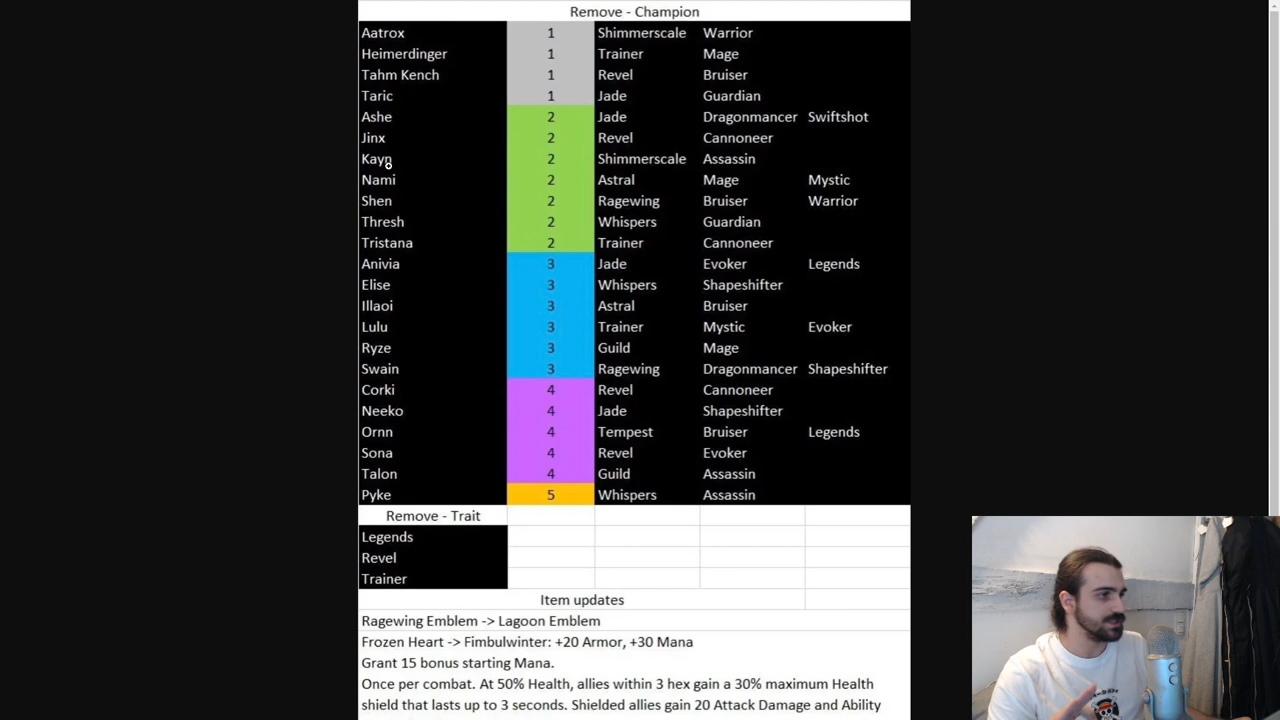 Remove - Champion
Aatrox 1 Shimmerscale Warrior
Heimerdinger 1 Trainer Mage
Tahm Kench 1 Revel Bruiser
Taric 1 Jade Guardian
Ashe 2 Jade Dragonmancer Swiftshot
Jinx 2 Revel Cannoneer
Kayn 2 Shimmerscale Assassin
Nami 2 Astral Mage Mystic
Shen 2 Ragewing Bruiser Warrior
Thresh 2 Whispers Guardian
Tristana 2 Trainer Cannoneer
Anivia 3 Jade Evoker Legends
Elise 3 Whispers Shapeshifter
Illaoi 3 Astral Bruiser
Lulu 3 Trainer Mystic Evoker
Ryze 3 Guild Mage
Swain 3 Ragewing Dragonmancer Shapeshifter
Corki 4 Revel Cannoneer
Neeko 4 Jade Shapeshifter
Ornn 4 Tempest Bruiser Legends
Sona 4 Revel Evoker
Talon 4 Guild Assassin
Pyke 5 Whispers Assassin
Remove - Trait
Legends
Revel
Trainer
Item updates
Ragewing Emblem -> Lagoon Emblem
Frozen Heart -> Fimbulwinter: +20 Armor, +30 Mana
Grant 15 bonus starting Mana.
Once per combat. At 50% Health, allies within 3 hex gain a 30% maximum Health
shield that lasts up to 3 seconds. Shielded allies gain 20 Attack Damage and Ability